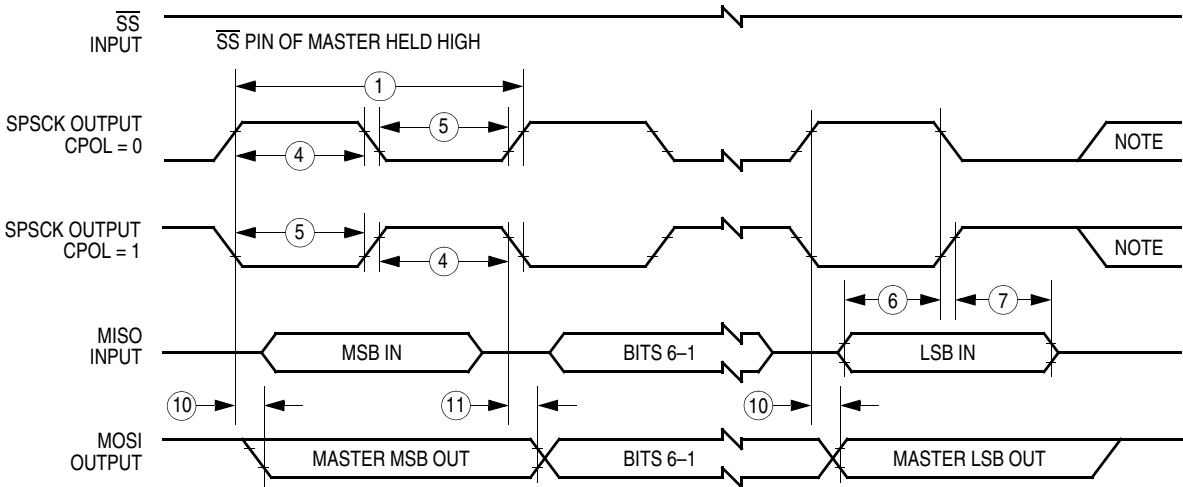 SS
INPUT
SS PIN OF MASTER HELD HIGH
1
SPSCK OUTPUT
CPOL = 0
5
4
NOTE
SPSCK OUTPUT
CPOL = 1
5
4
NOTE
6
7
MISO
INPUT
MSB IN
BITS 6–1
LSB IN
10
11
10
MOSI
OUTPUT
MASTER MSB OUT
BITS 6–1
MASTER LSB OUT